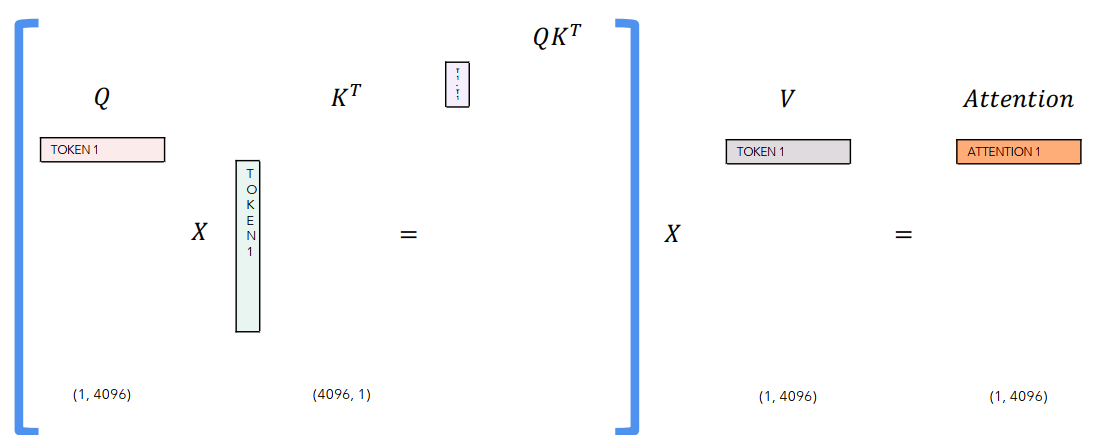 QK^T
Q
K^T
T1,T1
V
Attention
TOKEN 1
TOKEN 1
TOKEN 1
ATTENTION 1
X
=
X
=
(1, 4096)
(4096, 1)
(1, 4096)
(1, 4096)